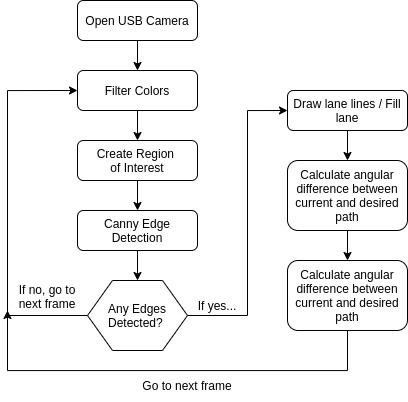 Open USB Camera
Filter Colors
Create Region
of Interest
Canny Edge
Detection
Any Edges
Detected?
If no, go to
next frame
If yes...
Draw lane lines / Fill
lane
Calculate angular
difference between
current and desired
path
Calculate angular
difference between
current and desired
path
Go to next frame